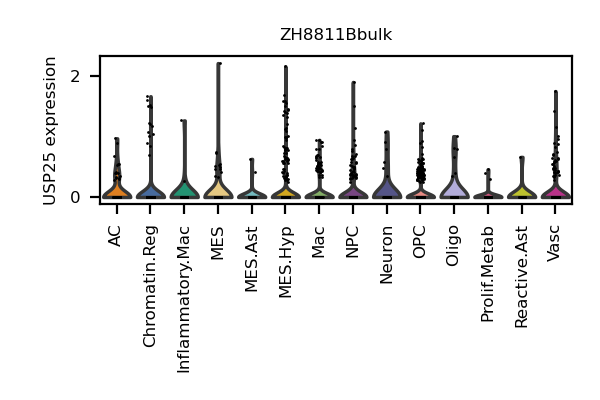 ZH8811Bbulk
USP25 expression
2
0
AC
Chromatin.Reg
Inflammatory.Mac
MES
MES.Ast
MES.Hyp
Mac
NPC
Neuron
OPC
Oligo
Prolif.Metab
Reactive.Ast
Vasc